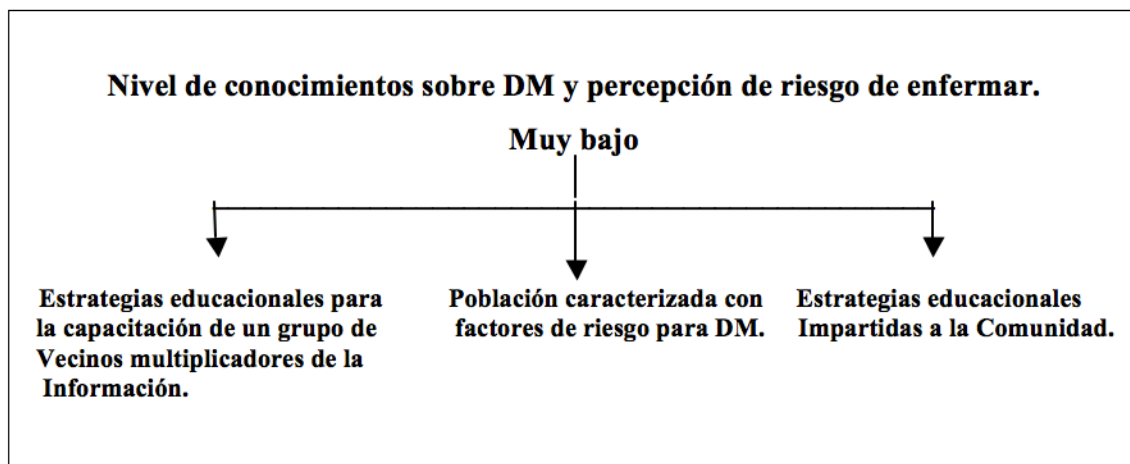 Nivel de conocimientos sobre DM y percepción de riesgo de enfermar.
Muy bajo
Estrategias educacionales para
la capacitación de un grupo de
Vecinos multiplicadores de la
Información.
Población caracterizada con
factores de riesgo para DM.
Estrategias educacionales
Impartidas a la Comunidad.